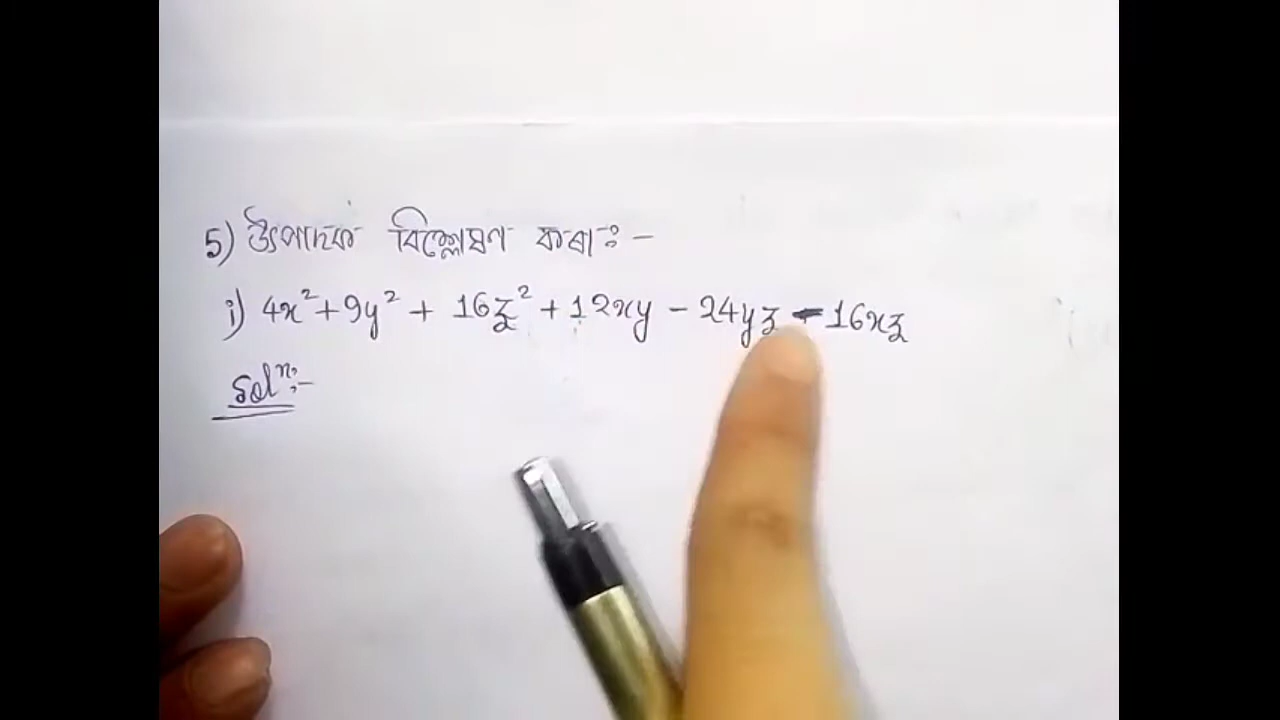 5) উৎপাদক বিশ্লেষণ কৰা:-
i) 4x² + 9y² + 16z² + 12xy - 24yz - 16xz
Solⁿ:-